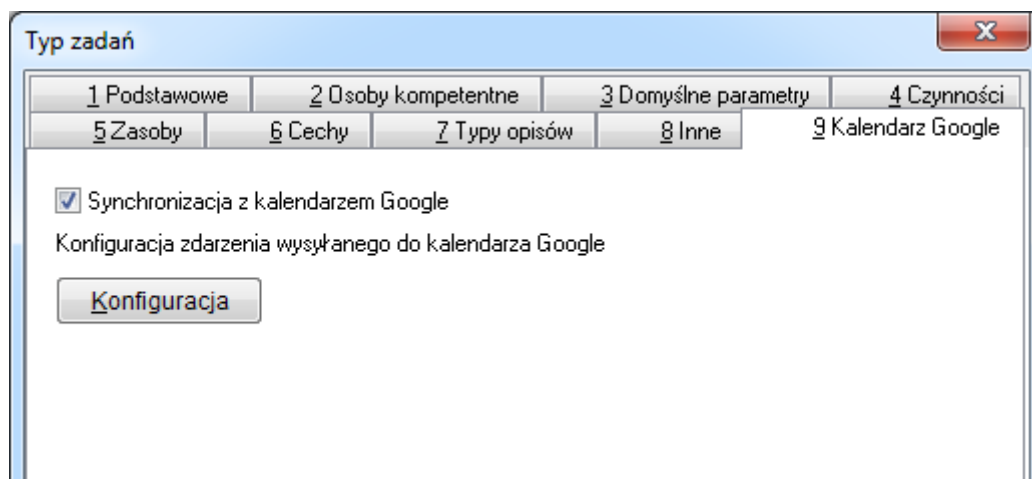 Typ zadań
1 Podstawowe 2 Osoby kompetentne 3 Domyślne parametry 4 Czynności
5 Zasoby 6 Cechy 7 Typy opisów 8 Inne 9 Kalendarz Google
Synchronizacja z kalendarzem Google
Konfiguracja zdarzenia wysyłanego do kalendarza Google
Konfiguracja